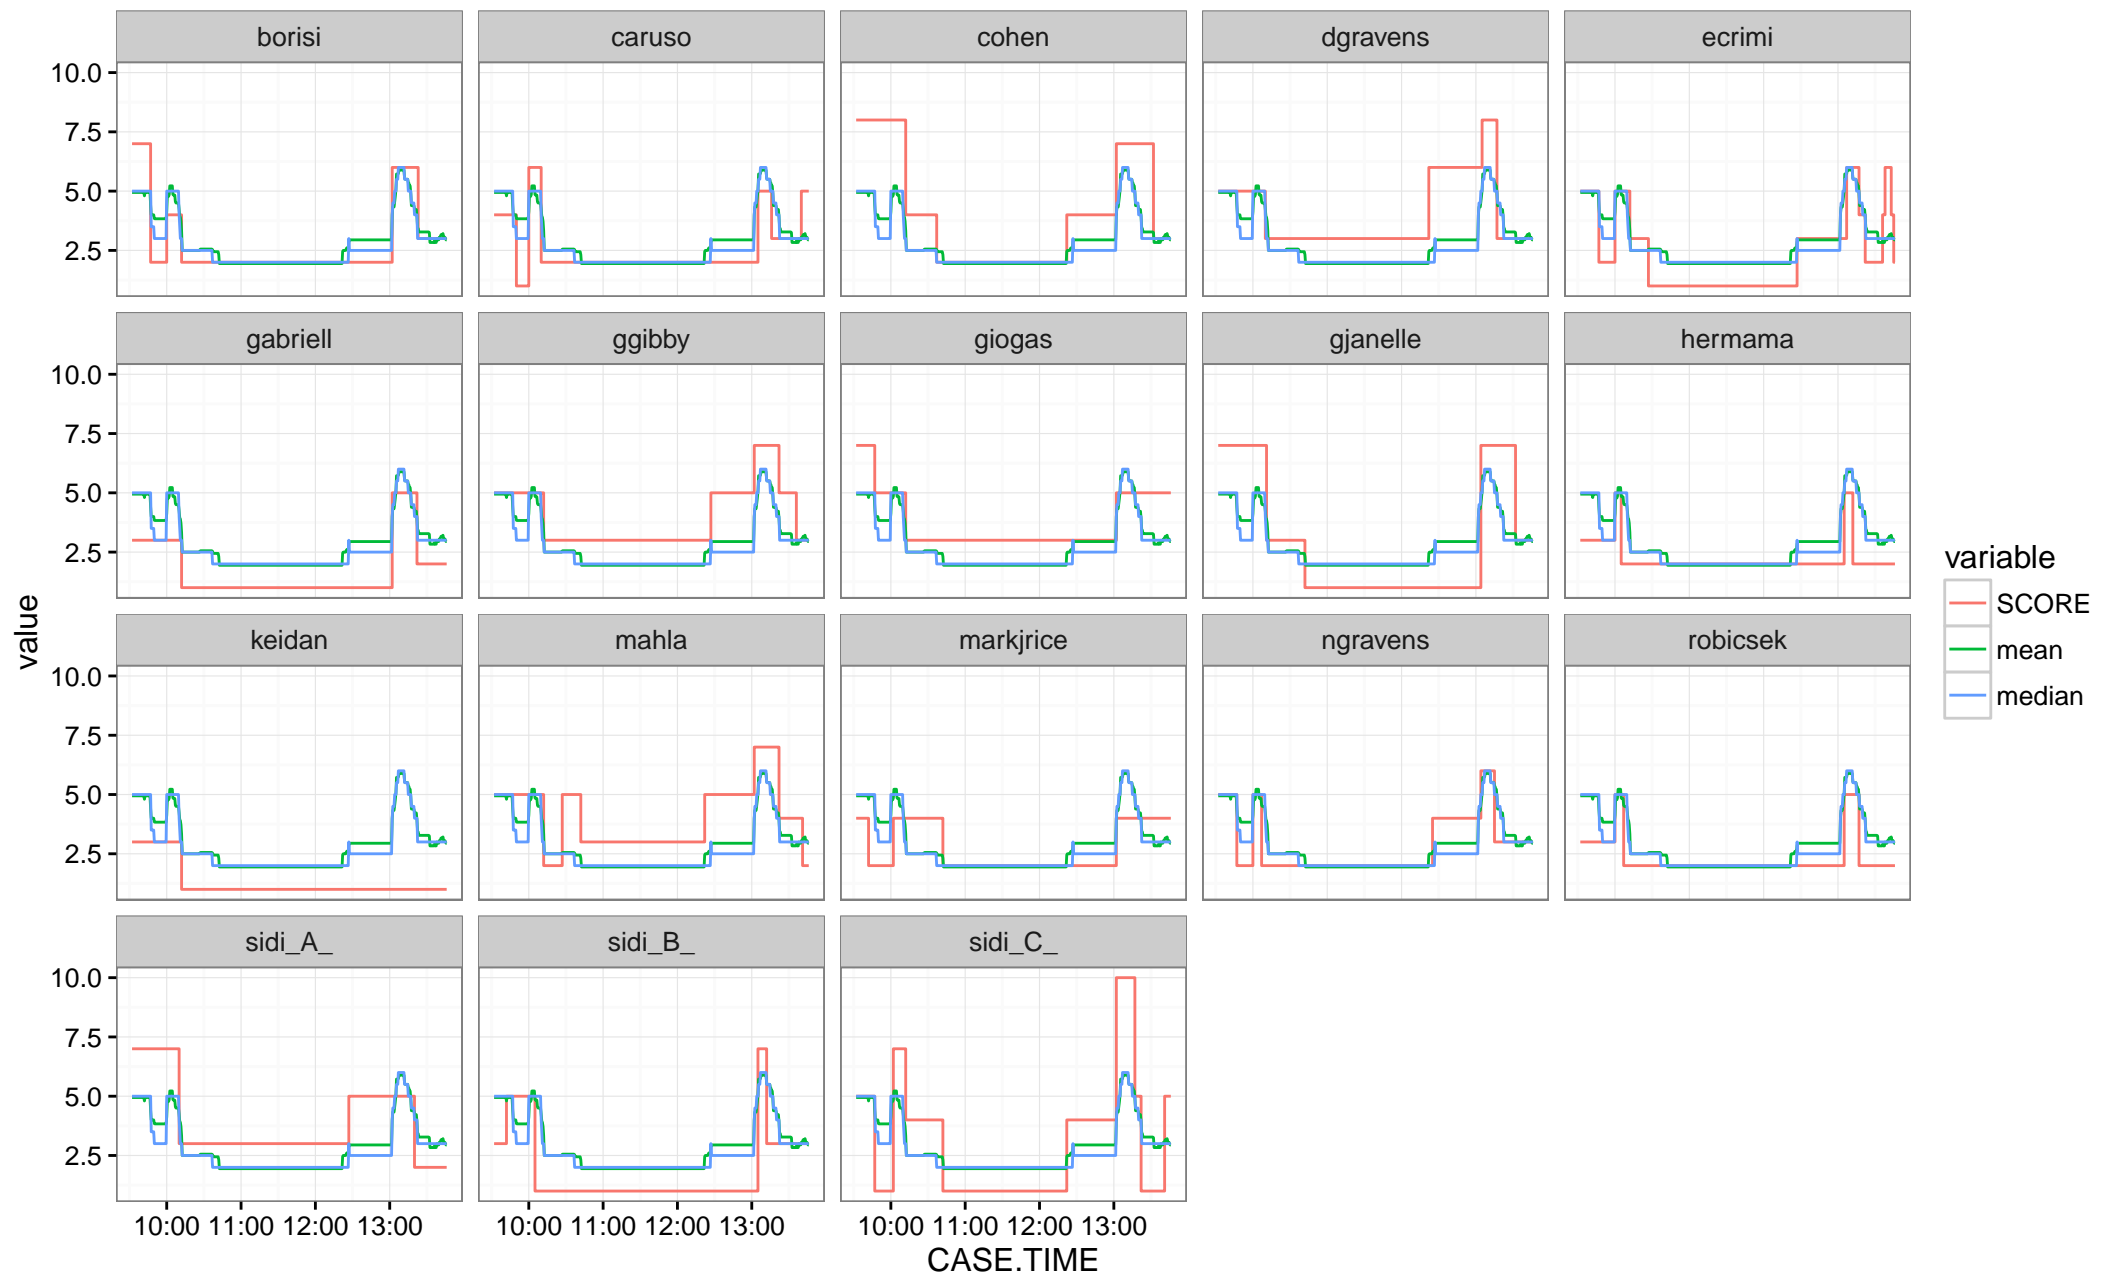 borisi caruso cohen dgravens ecrimi
10.0
7.5
5.0
2.5
gabriell ggibby giogas gjanelle hermama
10.0
7.5
5.0
2.5
keidan mahla markjrice ngravens robicsek
10.0
7.5
5.0
2.5
sidi_A_ sidi_B_ sidi_C_
10.0
7.5
5.0
2.5
10:00 11:00 12:00 13:00 10:00 11:00 12:00 13:00 10:00 11:00 12:00 13:00
CASE.TIME
value
variable
SCORE
mean
median